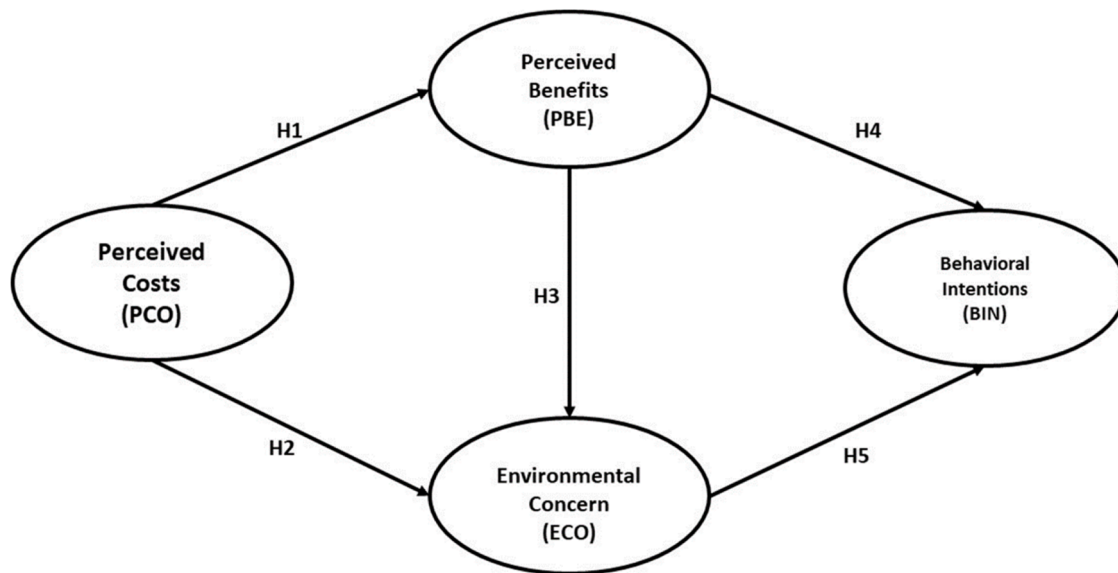 Perceived
Benefits
(PBE)
H1
H4
Perceived
Costs
(PCO)
H3
Behavioral
Intentions
(BIN)
H2
H5
Environmental
Concern
(ECO)